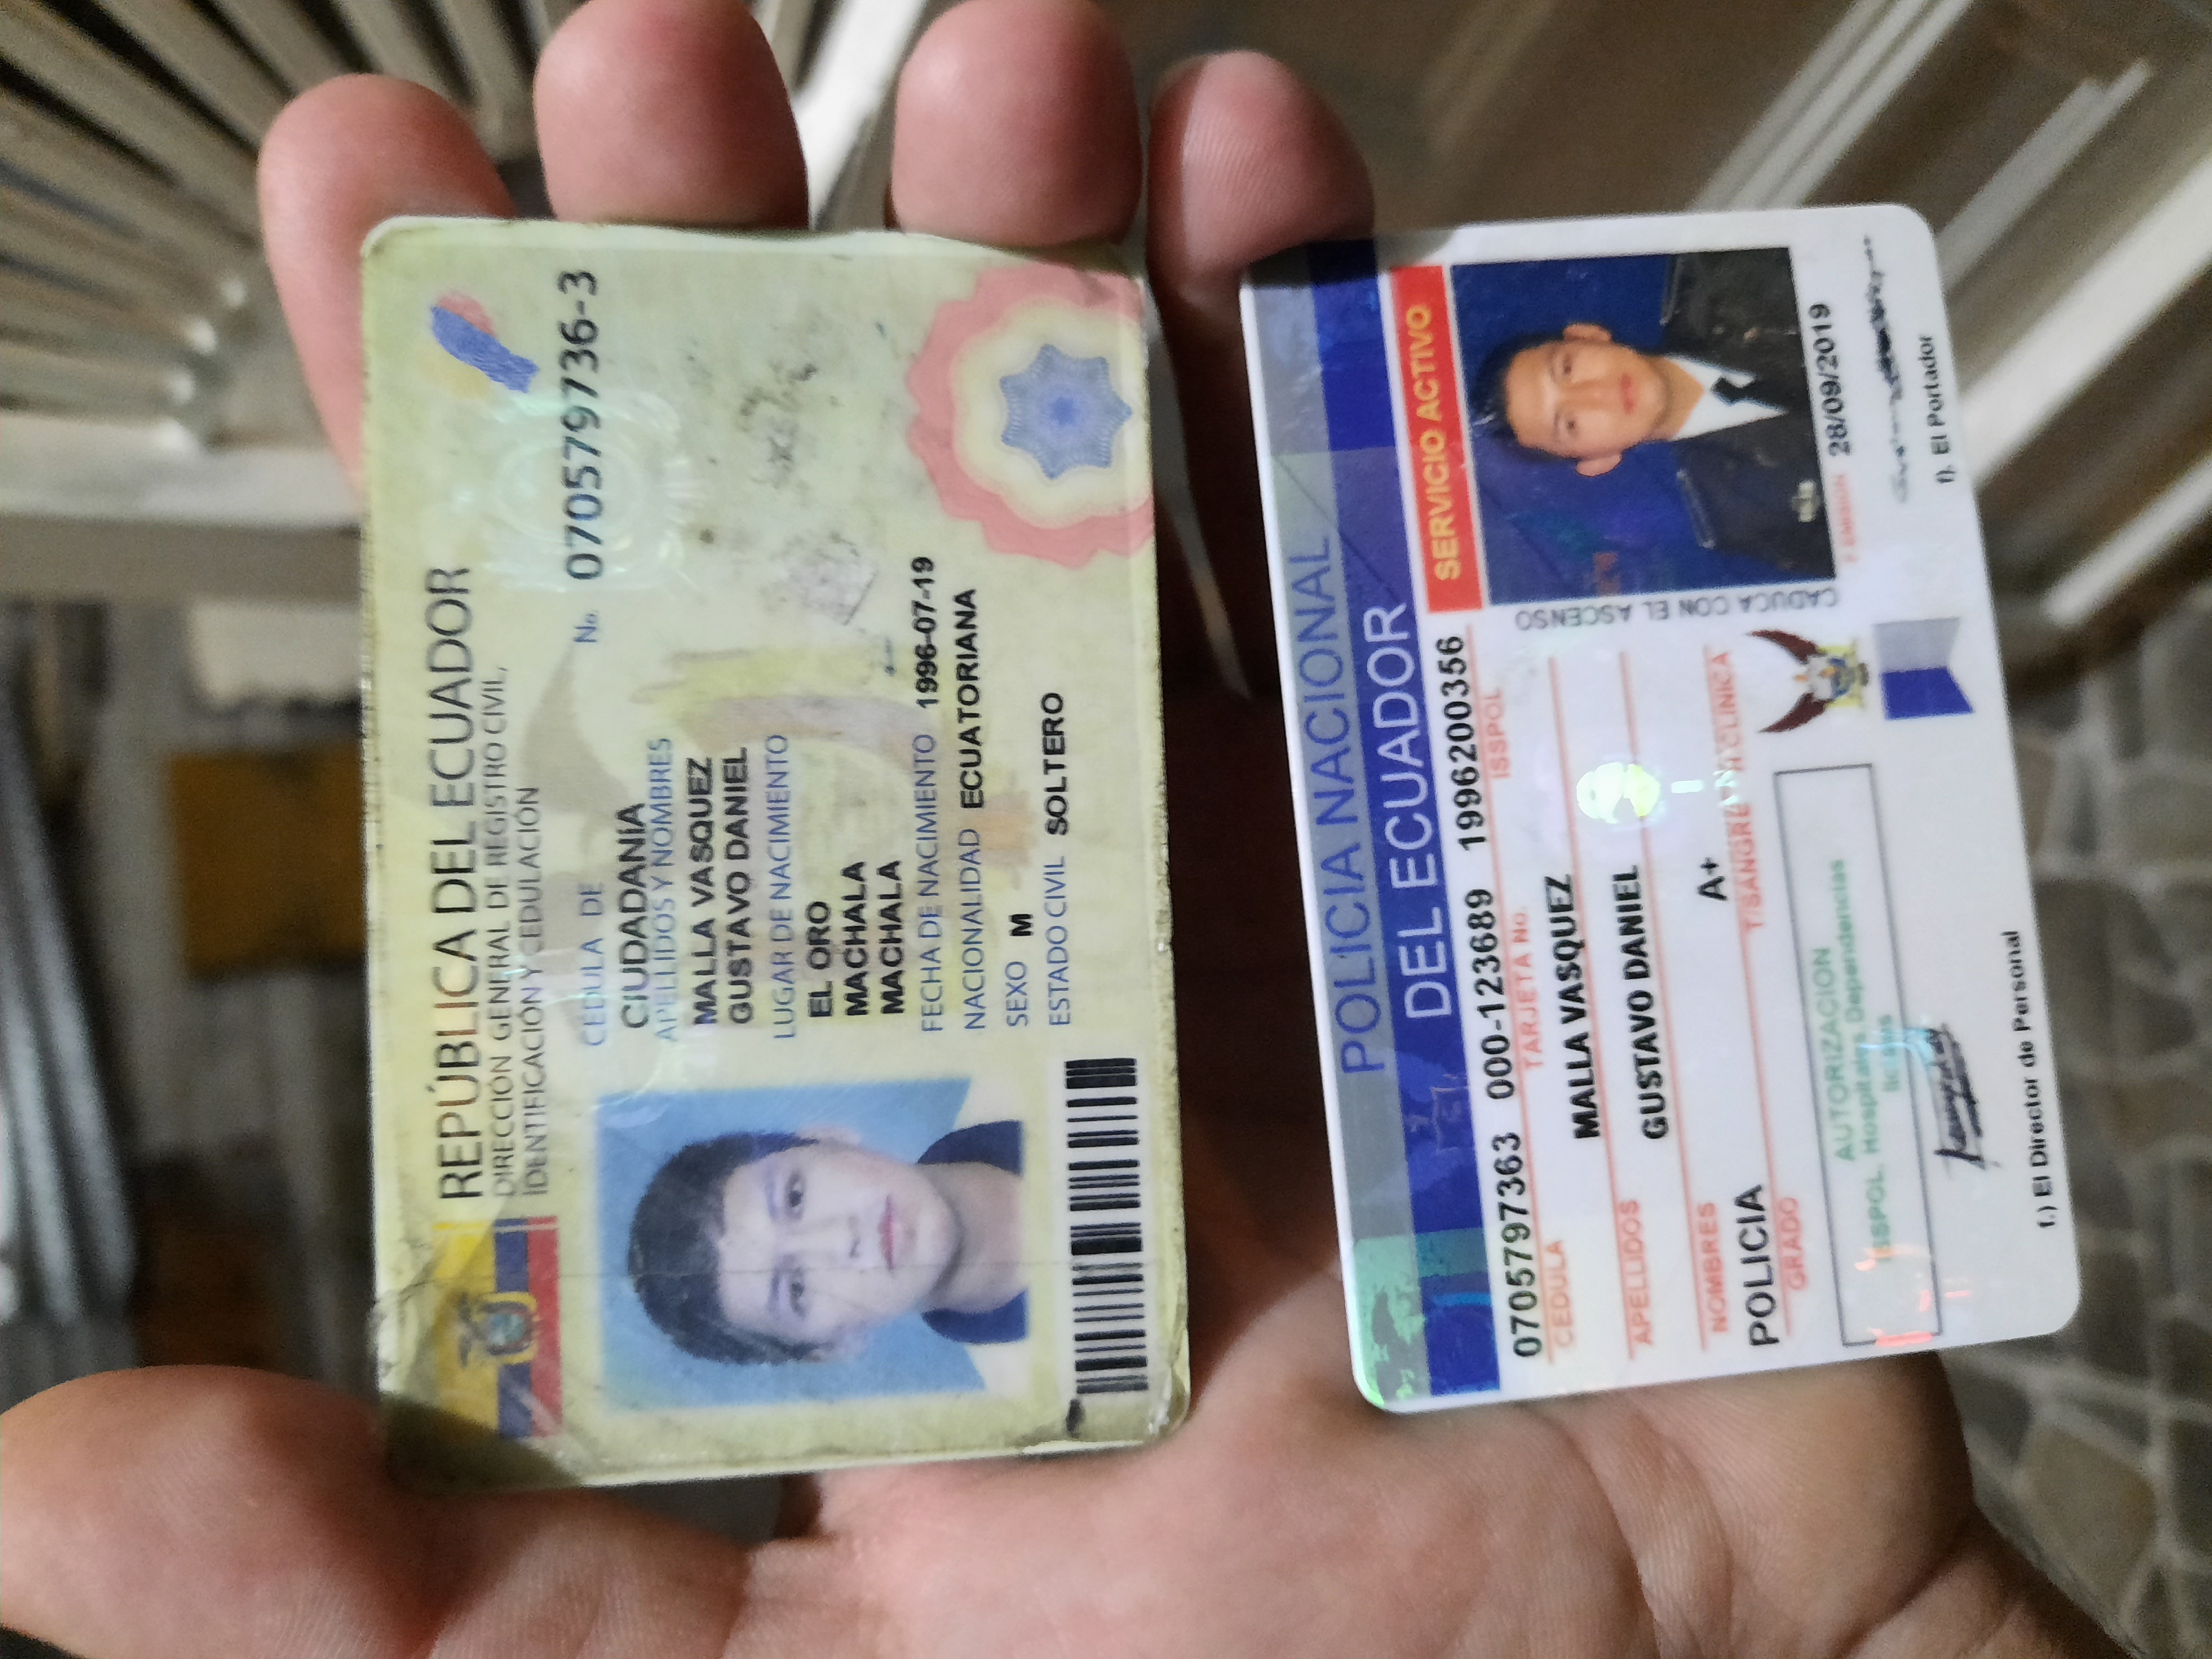 REPÚBLICA DEL ECUADOR
DIRECCIÓN GENERAL DE REGISTRO CIVIL,
IDENTIFICACIÓN Y CEDULACIÓN
CÉDULA DE No. 070579736-3
CIUDADANÍA
APELLIDOS Y NOMBRES
MALLA VASQUEZ
GUSTAVO DANIEL
LUGAR DE NACIMIENTO
EL ORO
MACHALA
MACHALA
FECHA DE NACIMIENTO 1996-07-19
NACIONALIDAD ECUATORIANA
SEXO M
ESTADO CIVIL SOLTERO
POLICIA NACIONAL
DEL ECUADOR
SERVICIO ACTIVO
0705797363 000-123689 1996200356
CEDULA TARJETA No. ISSPOL
MALLA VASQUEZ
APELLIDOS
GUSTAVO DANIEL
NOMBRES
A+
POLICIA
T/SANGRE H.CLINICA
GRADO
CADUCA CON EL ASCENSO
AUTORIZACION
ISSPOL, Hospitales, Dependencias
F.EMISION 28/09/2019
f.) El Director de Personal
f). El Portador